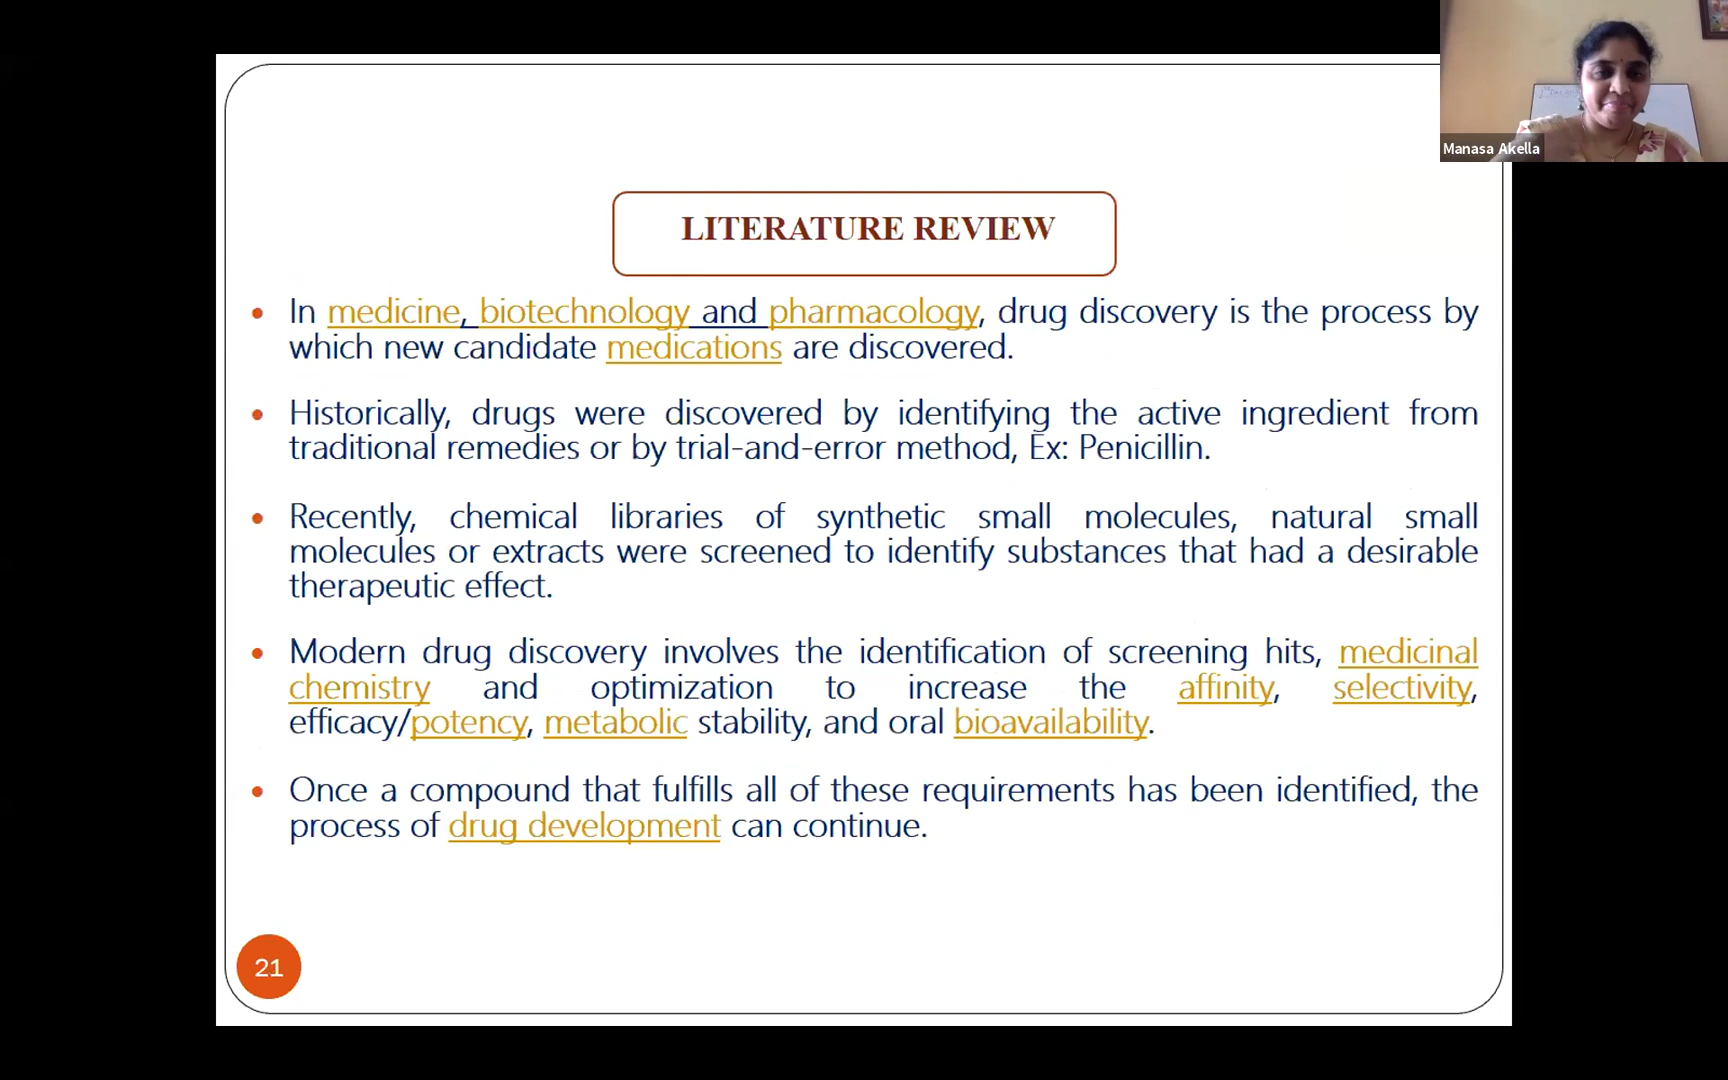 Manasa Akella
LITERATURE REVIEW
• In medicine, biotechnology and pharmacology, drug discovery is the process by
which new candidate medications are discovered.
• Historically, drugs were discovered by identifying the active ingredient from
traditional remedies or by trial-and-error method, Ex: Penicillin.
• Recently, chemical libraries of synthetic small molecules, natural small
molecules or extracts were screened to identify substances that had a desirable
therapeutic effect.
• Modern drug discovery involves the identification of screening hits, medicinal
chemistry and optimization to increase the affinity, selectivity,
efficacy/potency, metabolic stability, and oral bioavailability.
• Once a compound that fulfills all of these requirements has been identified, the
process of drug development can continue.
21